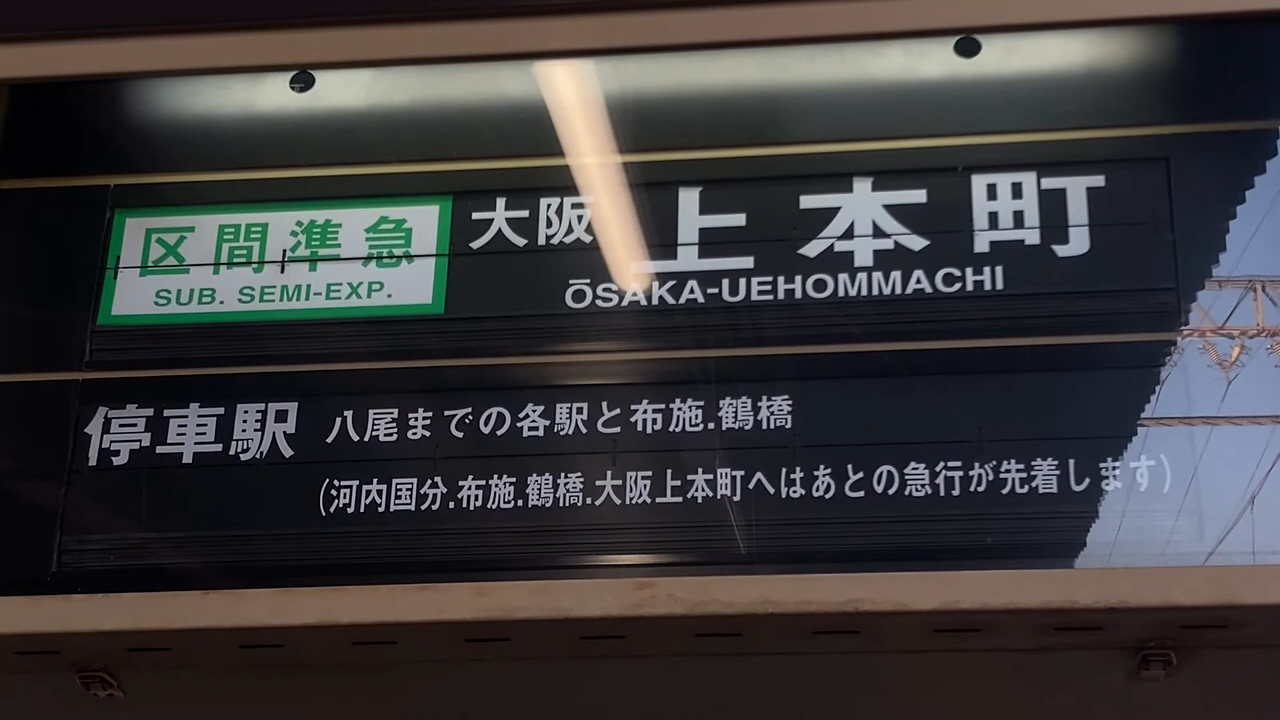 区間準急
SUB. SEMI-EXP.
大阪上本町
ŌSAKA-UEHOMMACHI
停車駅 八尾までの各駅と布施.鶴橋
(河内国分.布施.鶴橋.大阪上本町へはあとの急行が先着します)